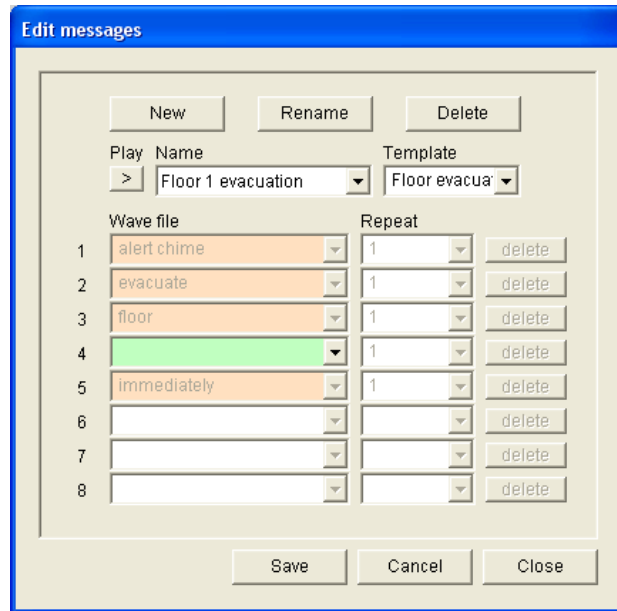 Edit messages
New Rename Delete
Play Name Template
> Floor 1 evacuation Floor evacua
Wave file Repeat
1 alert chime 1 delete
2 evacuate 1 delete
3 floor 1 delete
4 1 delete
5 immediately 1 delete
6 delete
7 delete
8 delete
Save Cancel Close